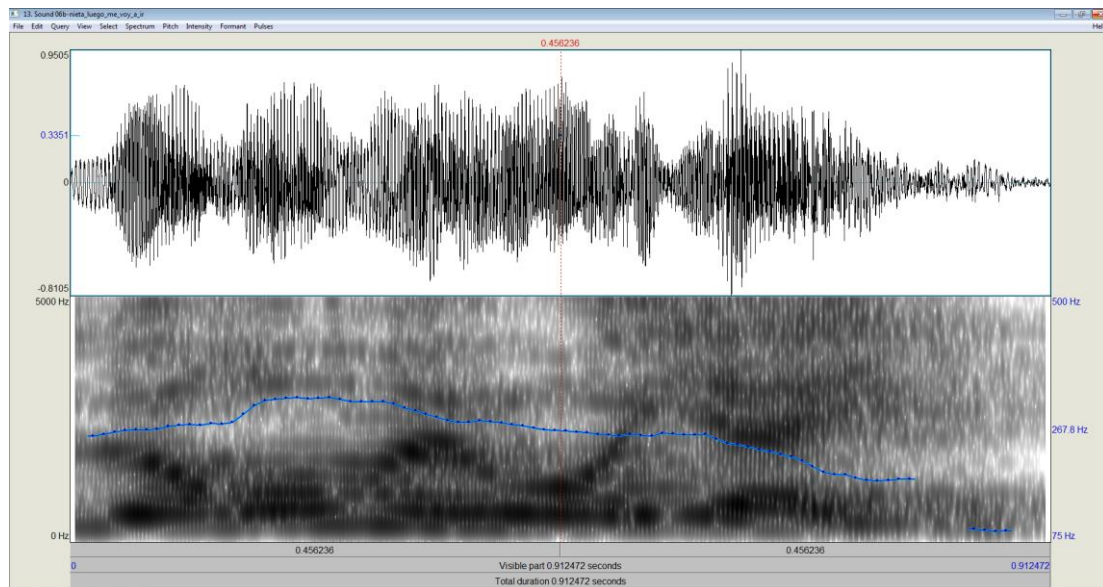 13. Sound 06b-nieta_luego_me_voy_a_ir
File Edit Query View Select Spectrum Pitch Intensity Formant Pulses Hel
0.456236
0.9505
0.3351
0
-0.8105
5000 Hz 500 Hz
267.8 Hz
0 Hz 75 Hz
0.456236 0.456236
0 Visible part 0.912472 seconds 0.912472
Total duration 0.912472 seconds